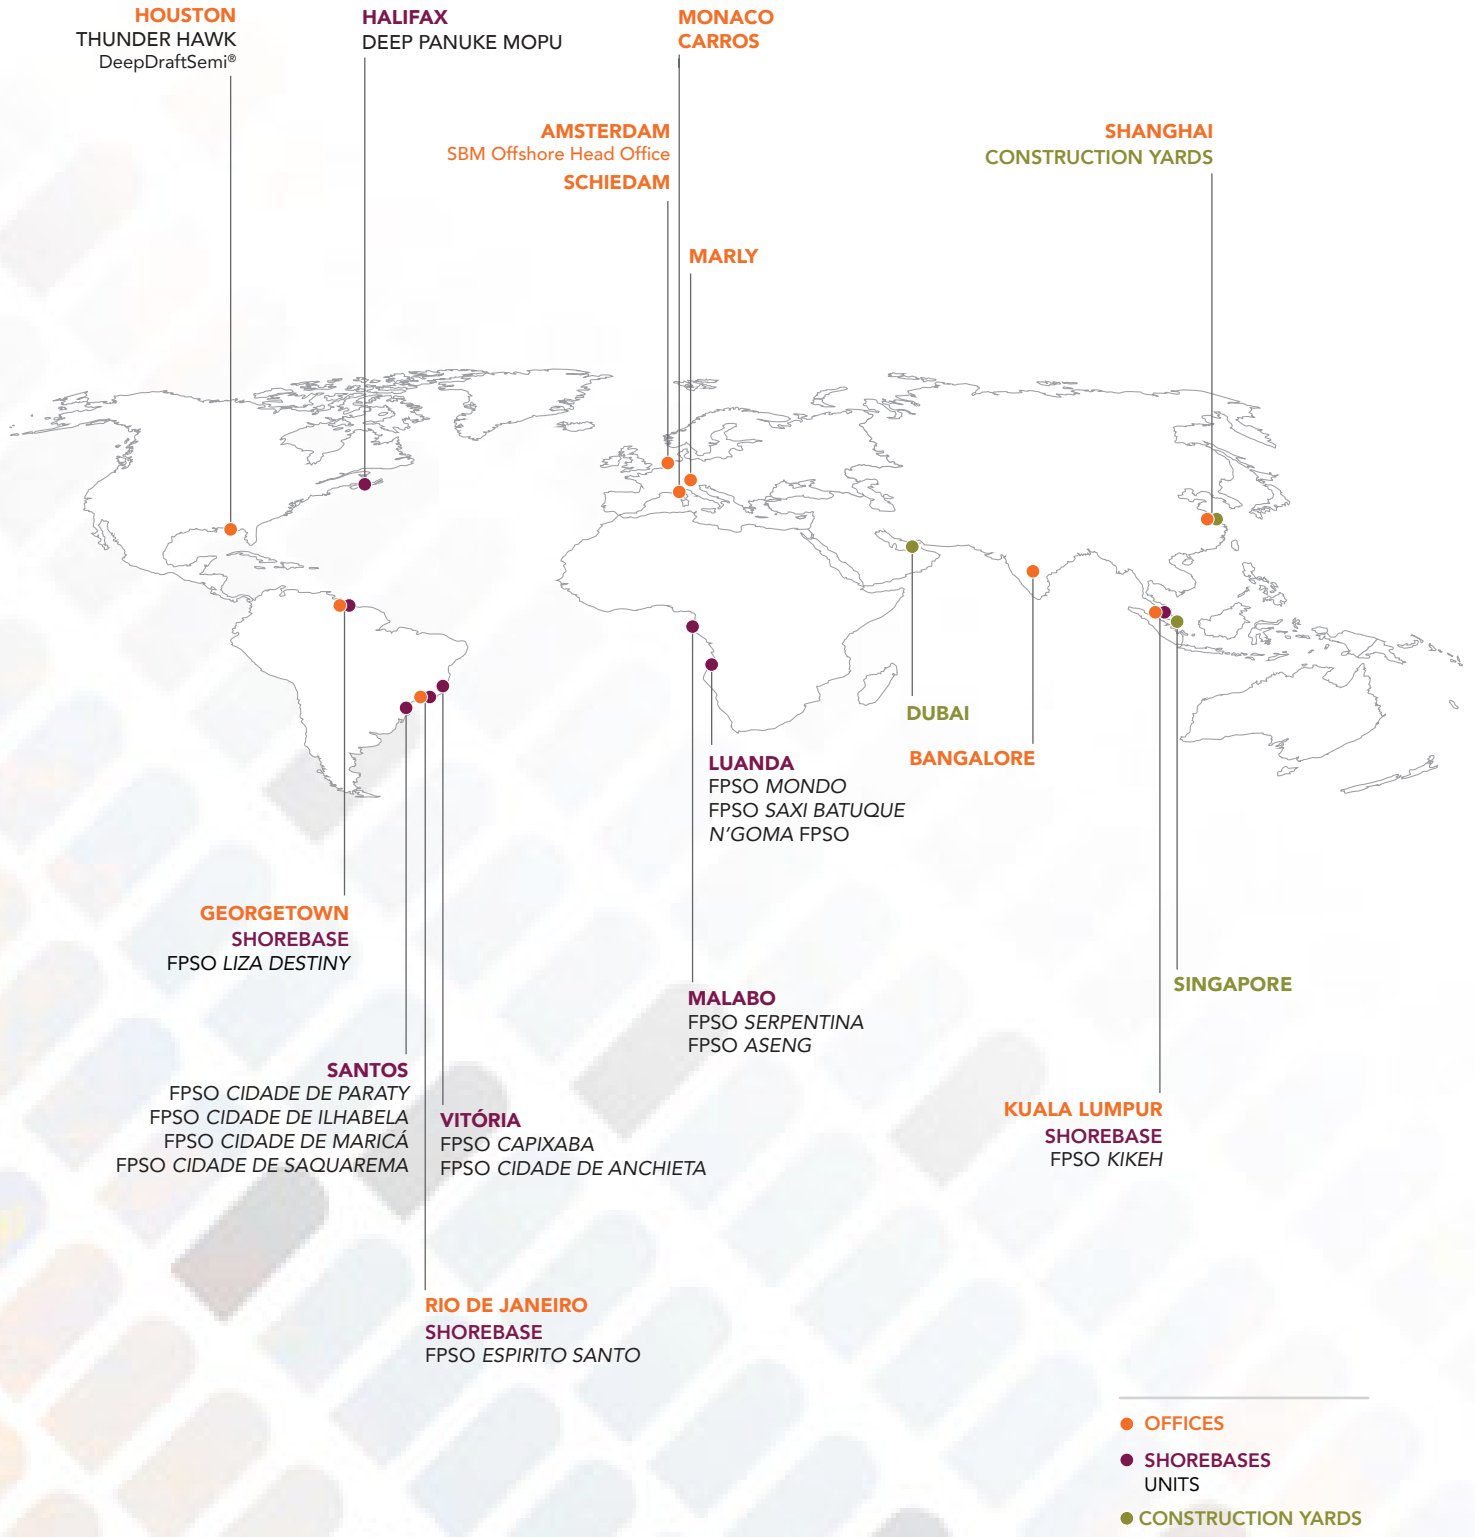 HOUSTON
THUNDER HAWK
DeepDraftSemi®
HALIFAX
DEEP PANUKE MOPU
MONACO
CARROS
AMSTERDAM
SBM Offshore Head Office
SCHIEDAM
SHANGHAI
CONSTRUCTION YARDS
MARLY
DUBAI
BANGALORE
LUANDA
FPSO MONDO
FPSO SAXI BATUQUE
N'GOMA FPSO
GEORGETOWN
SHOREBASE
FPSO LIZA DESTINY
SINGAPORE
MALABO
FPSO SERPENTINA
FPSO ASENG
SANTOS
FPSO CIDADE DE PARATY
FPSO CIDADE DE ILHABELA
FPSO CIDADE DE MARICÁ
FPSO CIDADE DE SAQUAREMA
VITÓRIA
FPSO CAPIXABA
FPSO CIDADE DE ANCHIETA
KUALA LUMPUR
SHOREBASE
FPSO KIKEH
RIO DE JANEIRO
SHOREBASE
FPSO ESPIRITO SANTO
OFFICES
SHOREBASES
UNITS
CONSTRUCTION YARDS